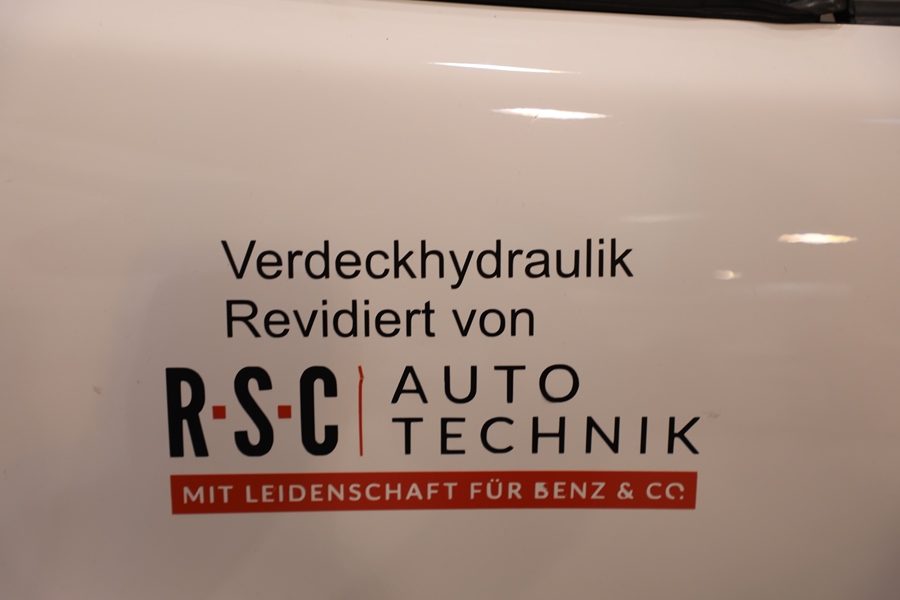 Verdeckhydraulik
Revidiert von
R·S·C AUTO
TECHNIK
MIT LEIDENSCHAFT FÜR BENZ & CO.